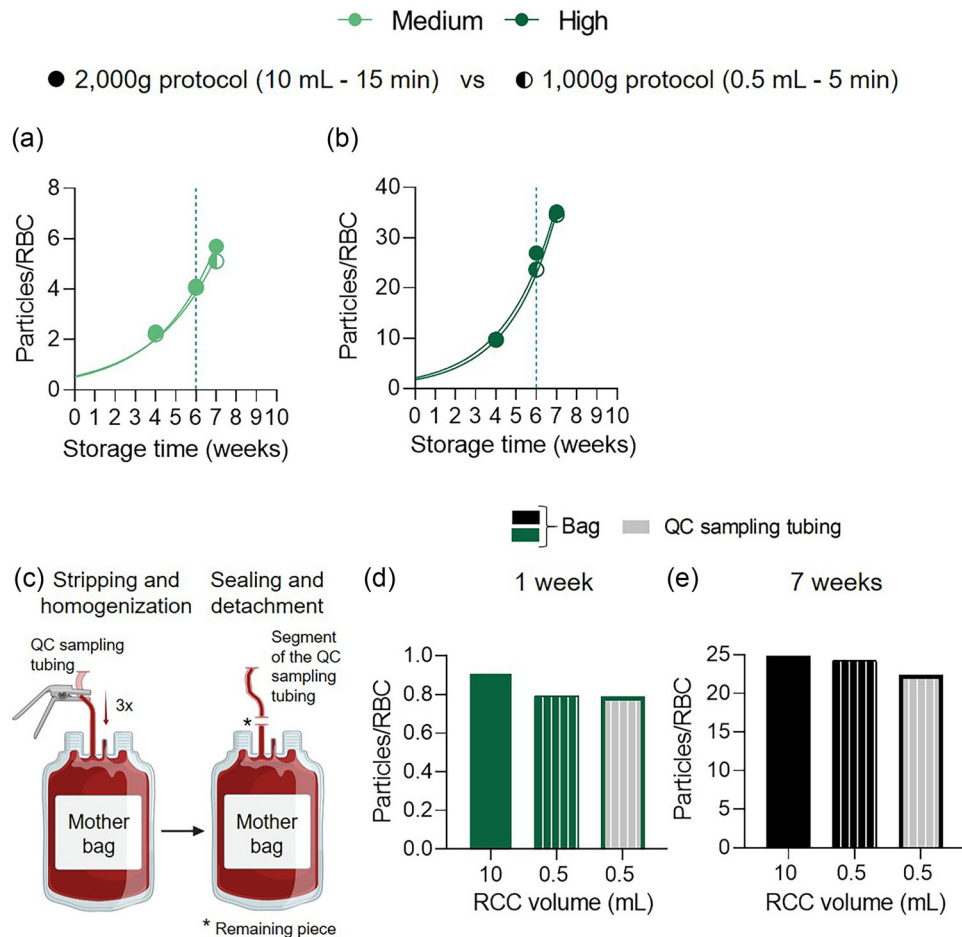 Medium High
2,000g protocol (10 mL - 15 min) vs 1,000g protocol (0.5 mL - 5 min)
(a)
Particles/RBC
8
6
4
2
0
0 1 2 3 4 5 6 7 8 9 10
Storage time (weeks)
(b)
Particles/RBC
40
30
20
10
0
0 1 2 3 4 5 6 7 8 9 10
Storage time (weeks)
Bag QC sampling tubing
(c) Stripping and
homogenization
QC sampling
tubing
3x
Mother
bag
Sealing and
detachment
Segment
of the QC
sampling
tubing
*
Mother
bag
* Remaining piece
(d) 1 week
Particles/RBC
1.0
0.8
0.6
0.4
0.2
0.0
10 0.5 0.5
RCC volume (mL)
(e) 7 weeks
Particles/RBC
25
20
15
10
5
0
10 0.5 0.5
RCC volume (mL)